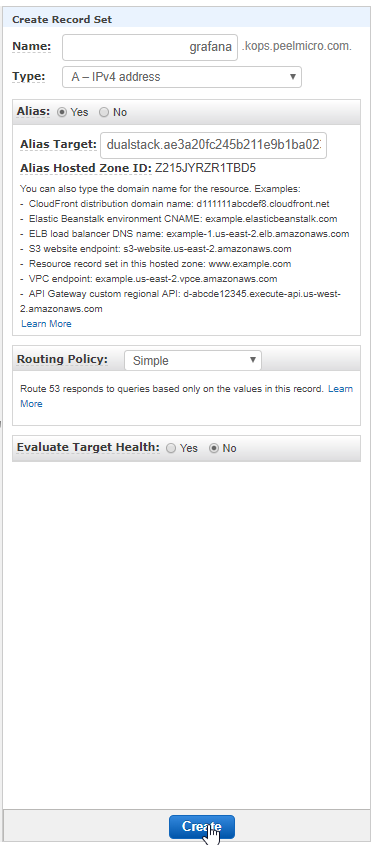 Create Record Set
Name: grafana .kops.peelmicro.com.
Type: A – IPv4 address
Alias: Yes No
Alias Target: dualstack.ae3a20fc245b211e9b1ba02
Alias Hosted Zone ID: Z215JYRZR1TBD5
You can also type the domain name for the resource. Examples:
- CloudFront distribution domain name: d111111abcdef8.cloudfront.net
- Elastic Beanstalk environment CNAME: example.elasticbeanstalk.com
- ELB load balancer DNS name: example-1.us-east-2.elb.amazonaws.com
- S3 website endpoint: s3-website.us-east-2.amazonaws.com
- Resource record set in this hosted zone: www.example.com
- VPC endpoint: example.us-east-2.vpce.amazonaws.com
- API Gateway custom regional API: d-abcde12345.execute-api.us-west-
2.amazonaws.com
Learn More
Routing Policy: Simple
Route 53 responds to queries based only on the values in this record. Learn
More
Evaluate Target Health: Yes No
Create